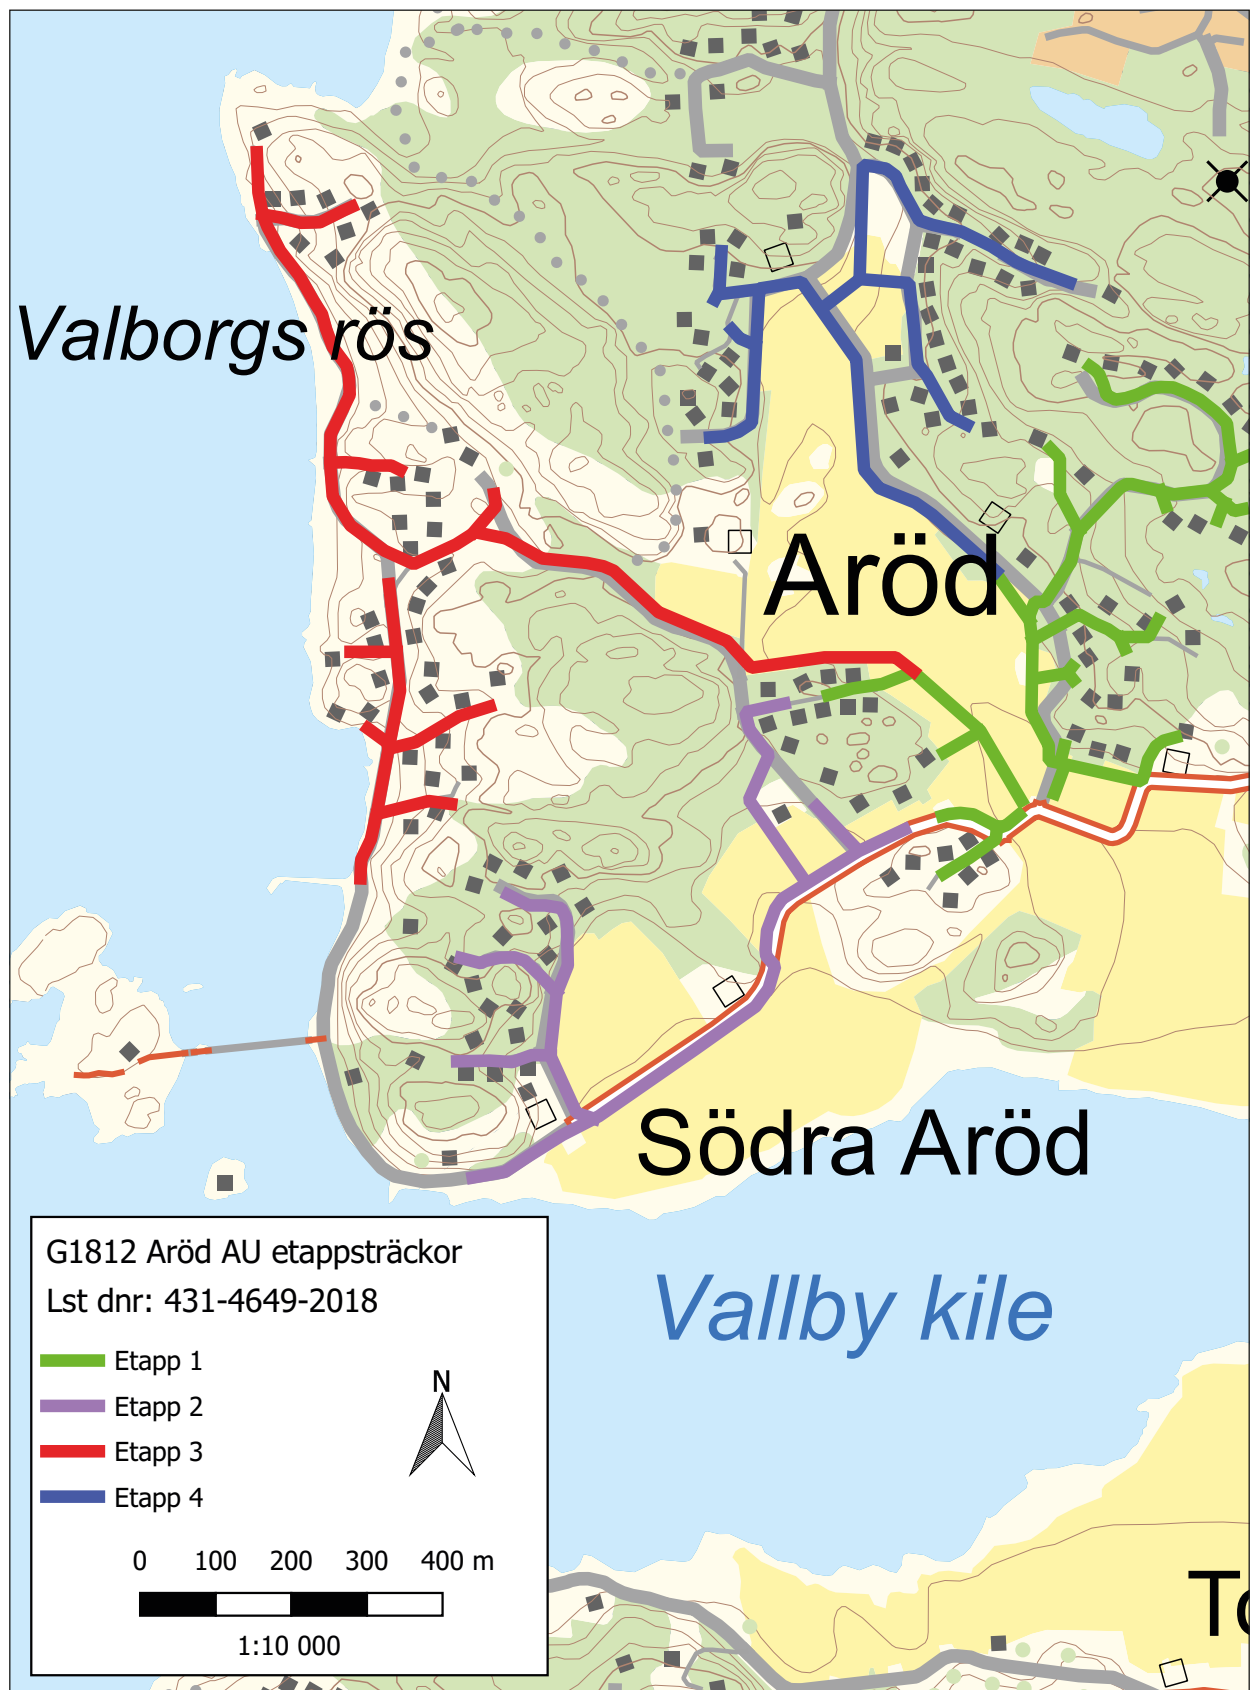 Valborgs rös
Aröd
Södra Aröd
Vallby kile
G1812 Aröd AU etappsträckor
Lst dnr: 431-4649-2018
Etapp 1
Etapp 2
Etapp 3
Etapp 4
N
0 100 200 300 400 m
1:10 000